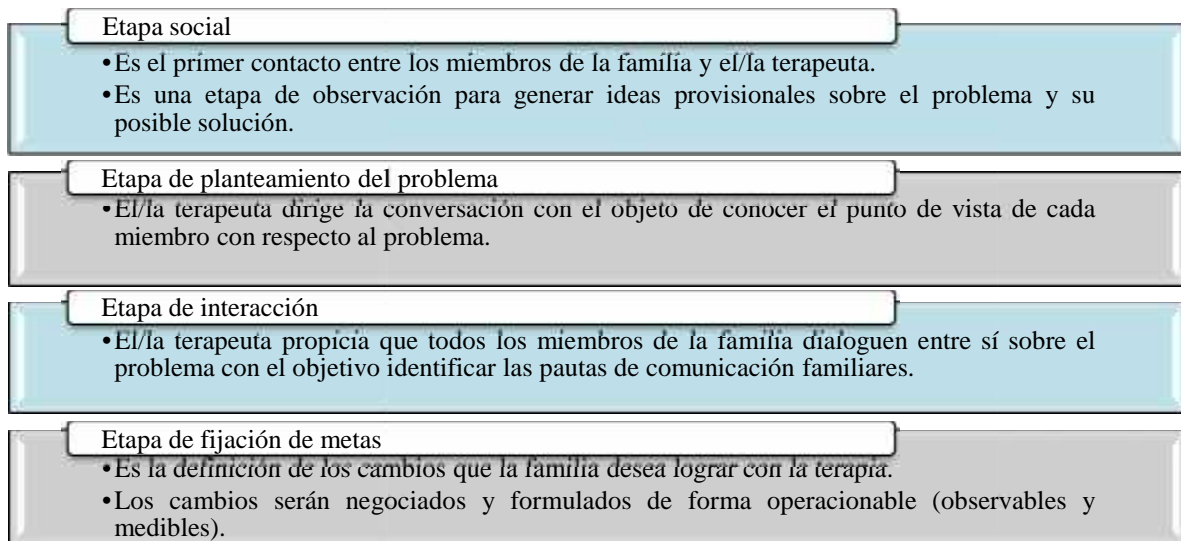 Etapa social
•Es el primer contacto entre los miembros de la familia y el/la terapeuta.
•Es una etapa de observación para generar ideas provisionales sobre el problema y su
posible solución.
Etapa de planteamiento del problema
•El/la terapeuta dirige la conversación con el objeto de conocer el punto de vista de cada
miembro con respecto al problema.
Etapa de interacción
•El/la terapeuta propicia que todos los miembros de la familia dialoguen entre sí sobre el
problema con el objetivo identificar las pautas de comunicación familiares.
Etapa de fijación de metas
•Es la definición de los cambios que la familia desea lograr con la terapia.
•Los cambios serán negociados y formulados de forma operacionable (observables y
medibles).